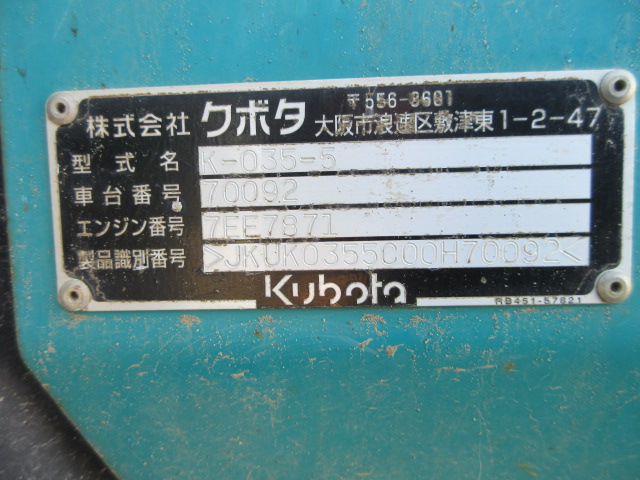 〒556-8601
株式会社 クボタ 大阪市浪速区敷津東1-2-47
型式名 K-035-5
車台番号 70092
エンジン番号 7EE7871
製品識別番号 >JKUK0355C00H70092<
Kubota
RB451-57821